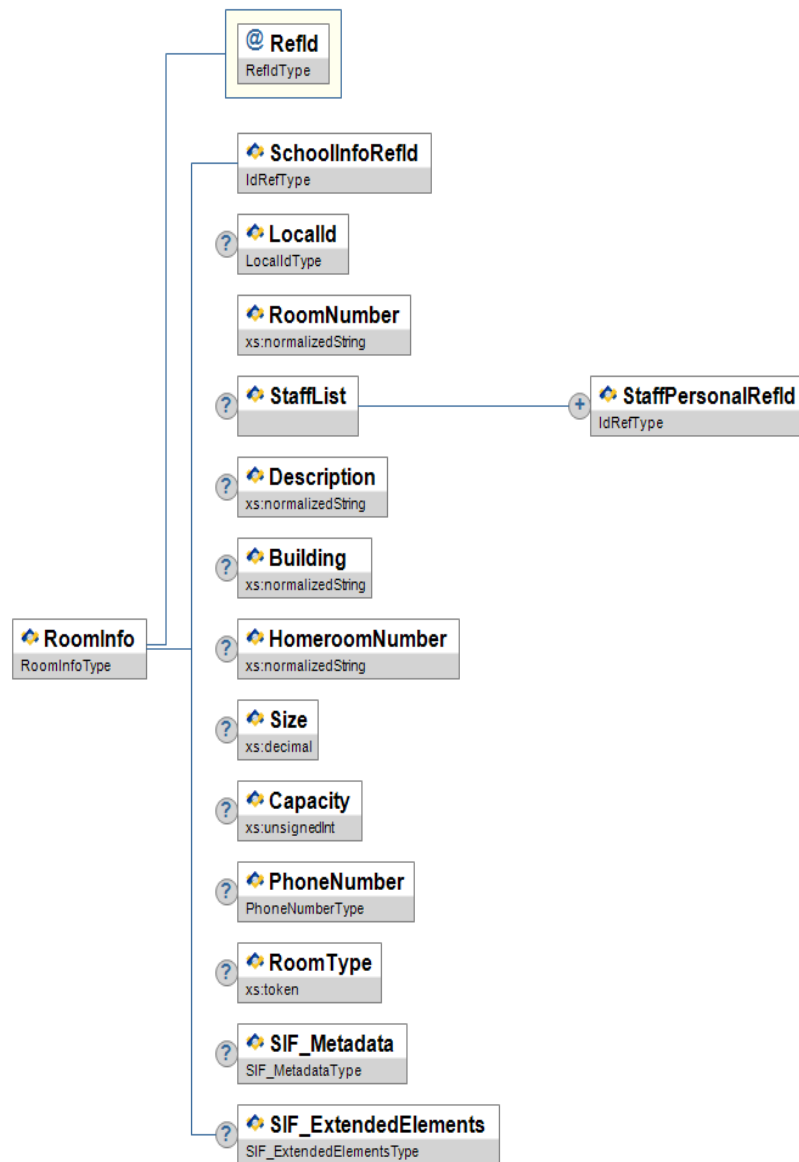 @ RefId
RefIdType
SchoolInfoRefId
IdRefType
? LocalId
LocalIdType
RoomNumber
xs:normalizedString
? StaffList
+ StaffPersonalRefId
IdRefType
? Description
xs:normalizedString
? Building
xs:normalizedString
RoomInfo
RoomInfoType
? HomeroomNumber
xs:normalizedString
? Size
xs:decimal
? Capacity
xs:unsignedInt
? PhoneNumber
PhoneNumberType
? RoomType
xs:token
? SIF_Metadata
SIF_MetadataType
? SIF_ExtendedElements
SIF_ExtendedElementsType